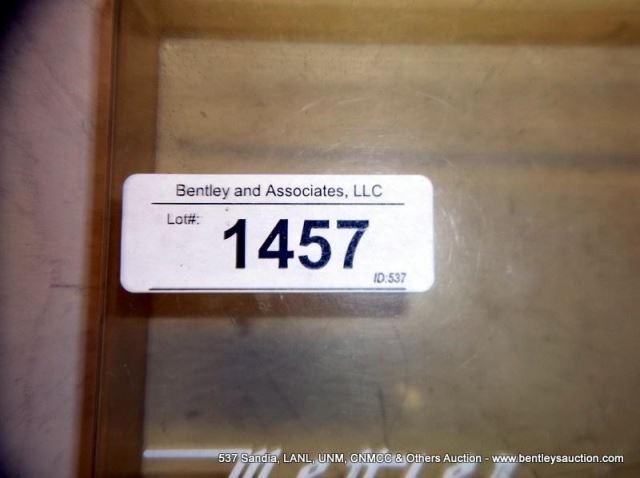 Bentley and Associates, LLC
Lot#: 1457
ID:537
537 Sandia, LANL, UNM, CNMCC & Others Auction - www.bentleysauction.com